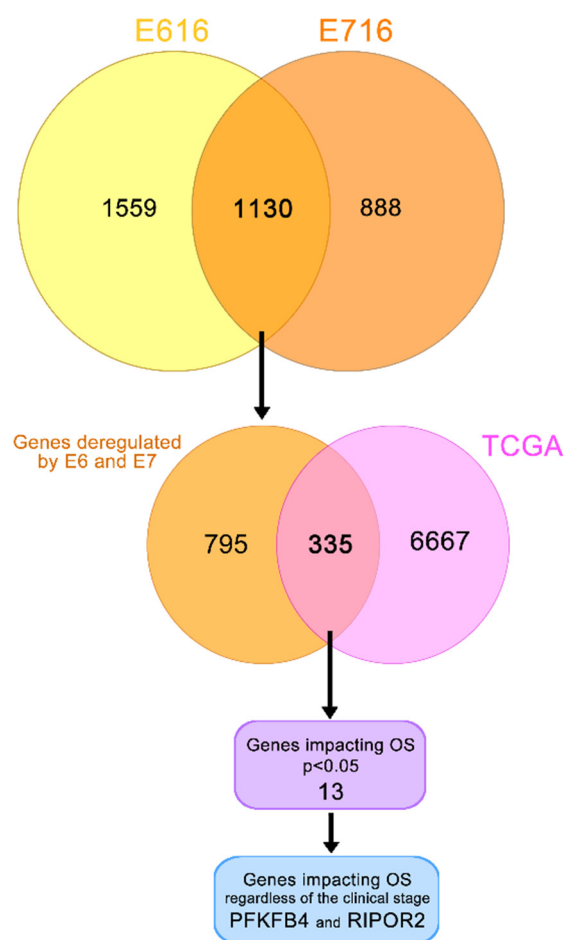 E616 E716
1559 1130 888
Genes deregulated
by E6 and E7
TCGA
795 335 6667
Genes impacting OS
p<0.05
13
Genes impacting OS
regardless of the clinical stage
PFKFB4 and RIPOR2